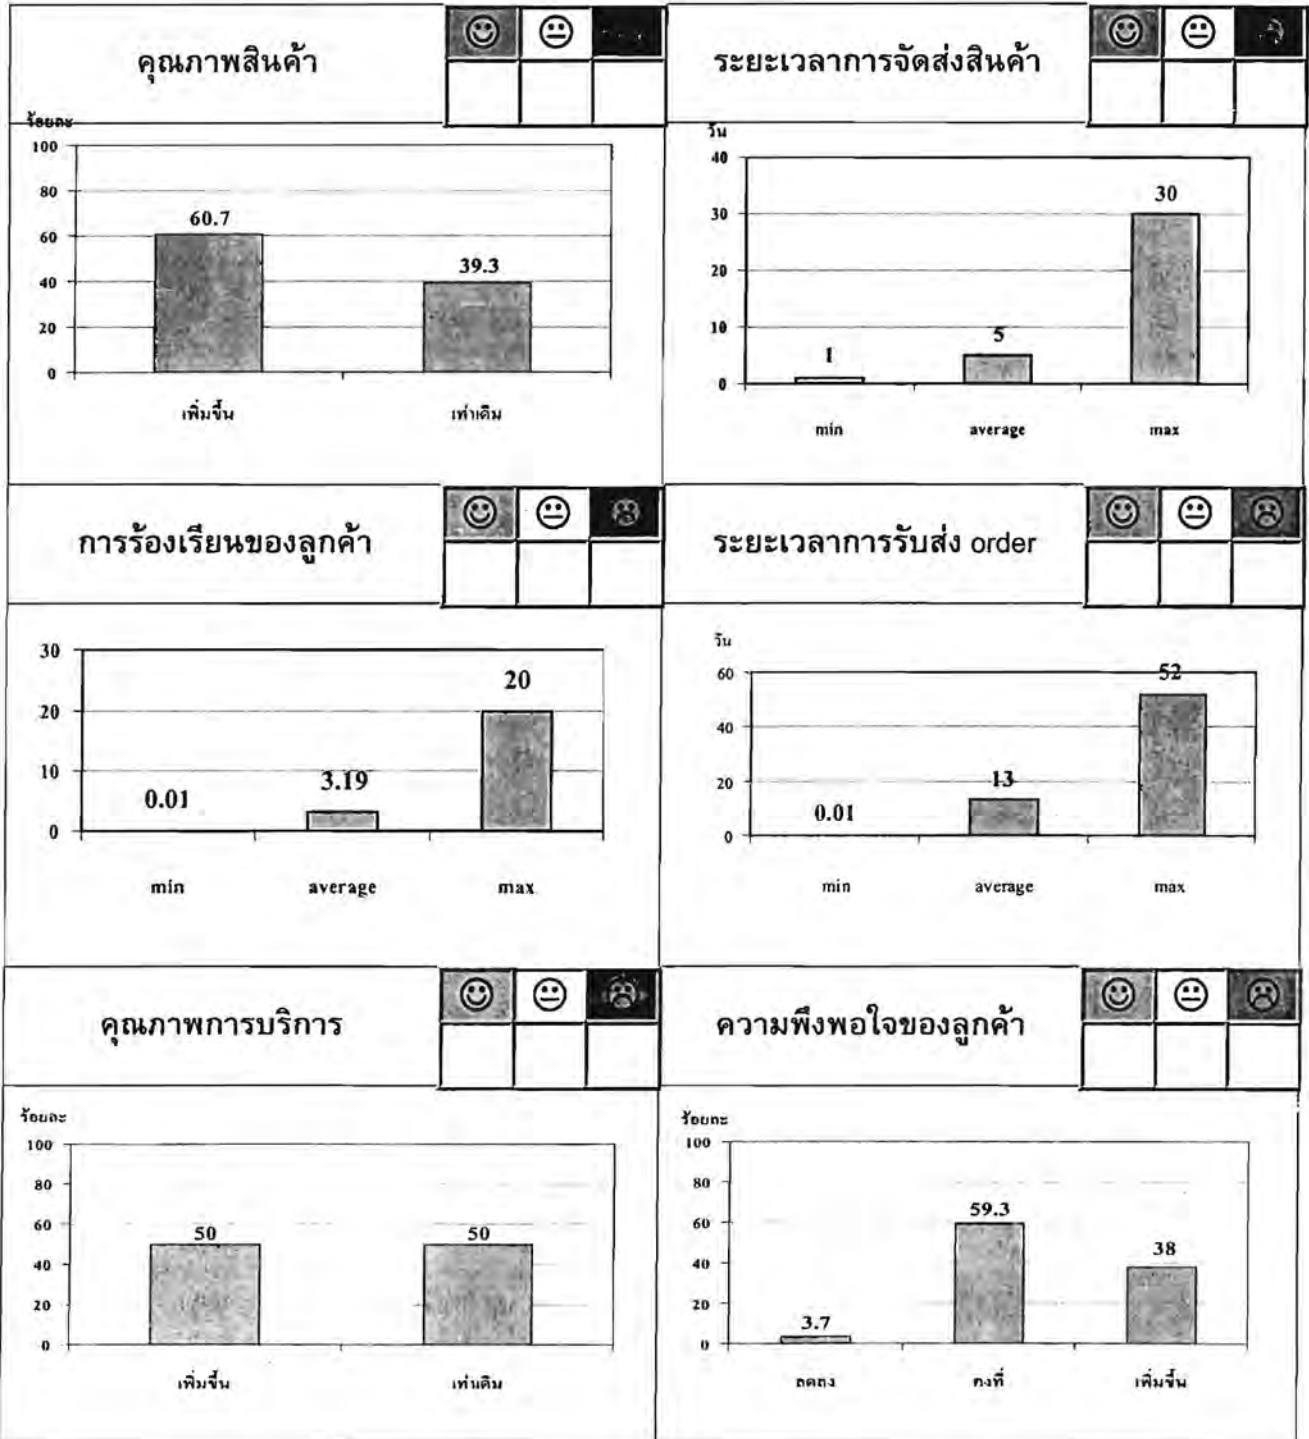 คุณภาพสินค้า
ร้อยละ
100
80
60
40
20
0
60.7
39.3
เพิ่มขึ้น
เท่าเดิม
ระยะเวลาการจัดส่งสินค้า
วัน
40
30
20
10
0
1
5
30
min
average
max
การร้องเรียนของลูกค้า
30
20
10
0
0.01
3.19
20
min
average
max
ระยะเวลาการรับส่ง order
วัน
60
40
20
0
0.01
13
52
min
average
max
คุณภาพการบริการ
ร้อยละ
100
80
60
40
20
0
50
50
เพิ่มขึ้น
เท่าเดิม
ความพึงพอใจของลูกค้า
ร้อยละ
100
80
60
40
20
0
3.7
59.3
38
ลดลง
คงที่
เพิ่มขึ้น